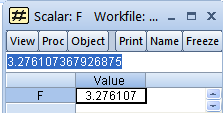 Scalar: F Workfile: ...
View Proc Object Print Name Freeze
3.276107367926875
Value
F 3.276107